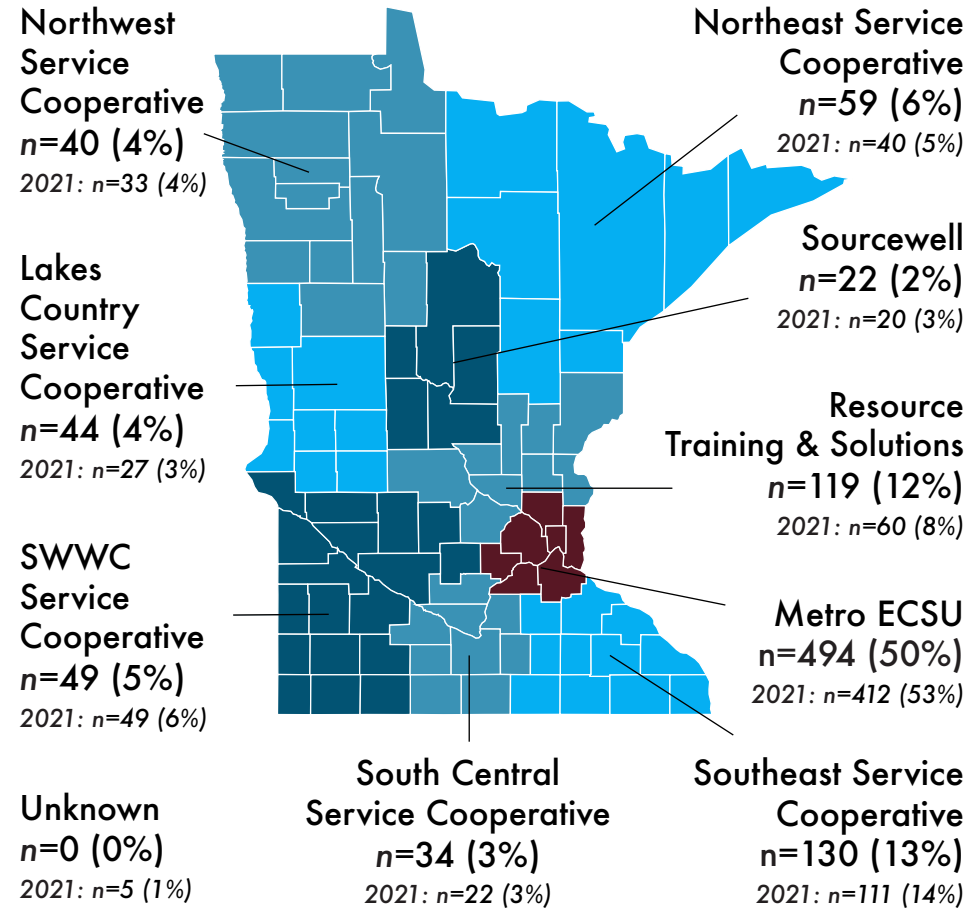 Northwest
Service
Cooperative
n=40 (4%)
2021: n=33 (4%)
Northeast Service
Cooperative
n=59 (6%)
2021: n=40 (5%)
Sourcewell
n=22 (2%)
2021: n=20 (3%)
Lakes
Country
Service
Cooperative
n=44 (4%)
2021: n=27 (3%)
Resource
Training & Solutions
n=119 (12%)
2021: n=60 (8%)
SWWC
Service
Cooperative
n=49 (5%)
2021: n=49 (6%)
Metro ECSU
n=494 (50%)
2021: n=412 (53%)
Unknown
n=0 (0%)
2021: n=5 (1%)
South Central
Service Cooperative
n=34 (3%)
2021: n=22 (3%)
Southeast Service
Cooperative
n=130 (13%)
2021: n=111 (14%)